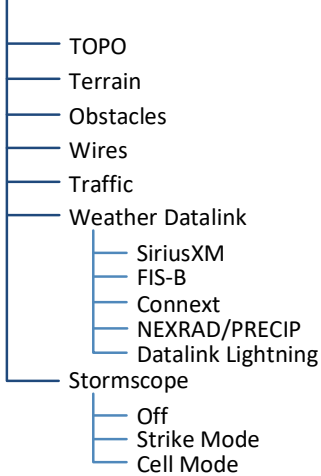 TOPO
Terrain
Obstacles
Wires
Traffic
Weather Datalink
SiriusXM
FIS-B
Connext
NEXRAD/PRECIP
Datalink Lightning
Stormscope
Off
Strike Mode
Cell Mode